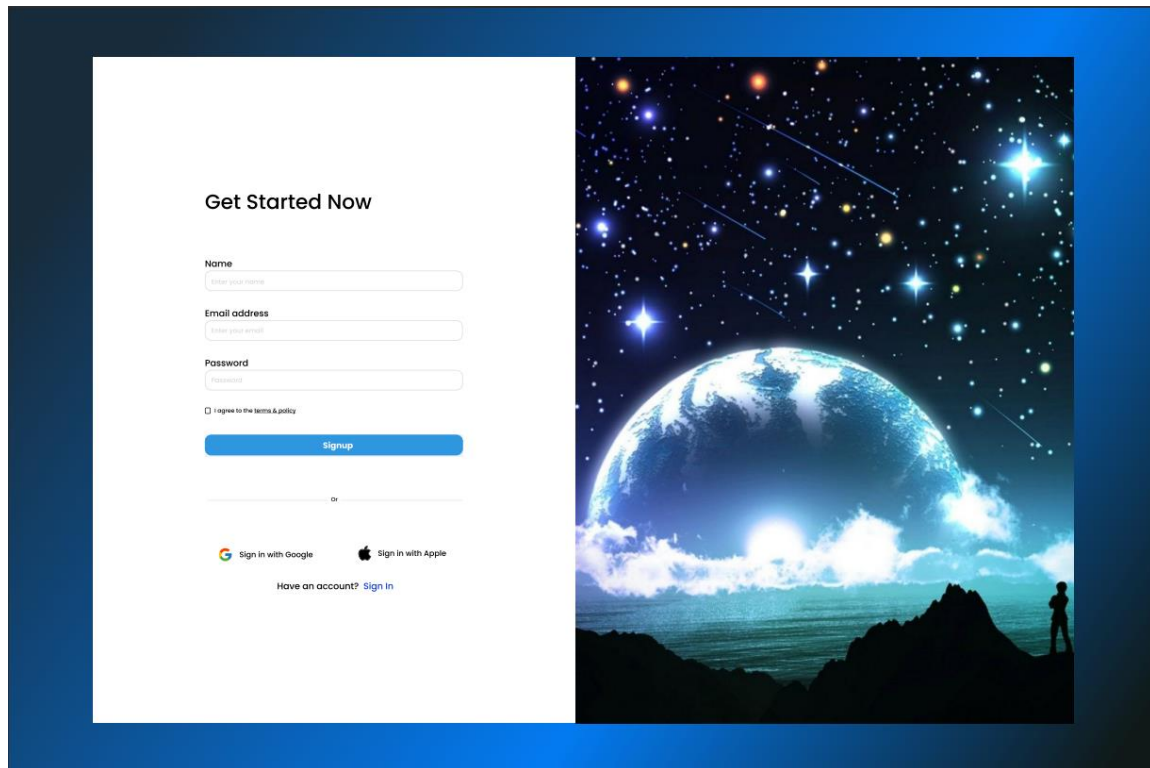 Get Started Now
Name
Enter your name
Email address
Enter your email
Password
Password
I agree to the terms & policy
Signup
Or
Sign in with Google
Sign in with Apple
Have an account? Sign In